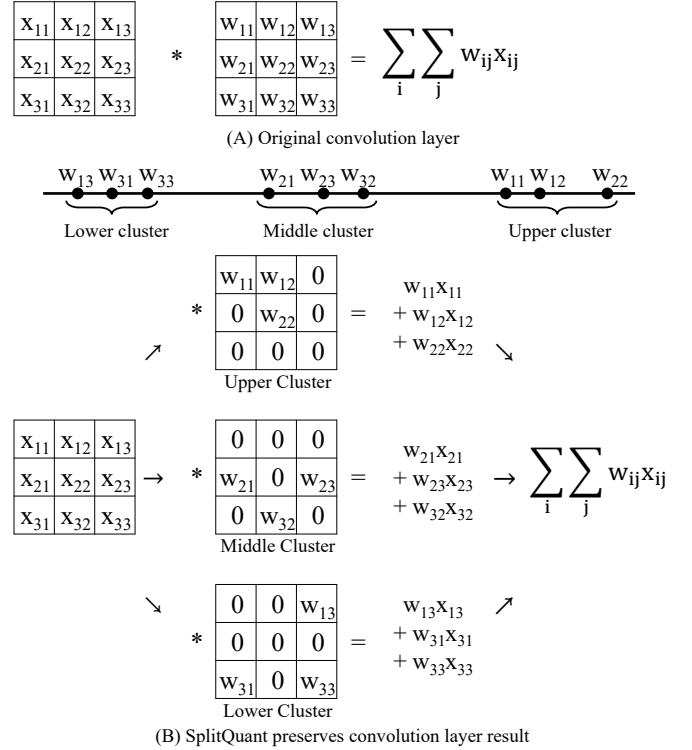 x₁₁ x₁₂ x₁₃ w₁₁ w₁₂ w₁₃
x₂₁ x₂₂ x₂₃ * w₂₁ w₂₂ w₂₃ = ∑ᵢ ∑ⱼ wᵢⱼxᵢⱼ
x₃₁ x₃₂ x₃₃ w₃₁ w₃₂ w₃₃
(A) Original convolution layer
w₁₃ w₃₁ w₃₃ w₂₁ w₂₃ w₃₂ w₁₁ w₁₂ w₂₂
Lower cluster Middle cluster Upper cluster
w₁₁ w₁₂ 0 w₁₁x₁₁
* 0 w₂₂ 0 = + w₁₂x₁₂
0 0 0 + w₂₂x₂₂
↗ ↘
Upper Cluster
x₁₁ x₁₂ x₁₃ 0 0 0 w₂₁x₂₁
x₂₁ x₂₂ x₂₃ → * w₂₁ 0 w₂₃ = + w₂₃x₂₃ → ∑ᵢ ∑ⱼ wᵢⱼxᵢⱼ
x₃₁ x₃₂ x₃₃ 0 w₃₂ 0 + w₃₂x₃₂
Middle Cluster
↘ ↗
0 0 w₁₃ w₁₃x₁₃
* 0 0 0 = + w₃₁x₃₁
w₃₁ 0 w₃₃ + w₃₃x₃₃
Lower Cluster
(B) SplitQuant preserves convolution layer result